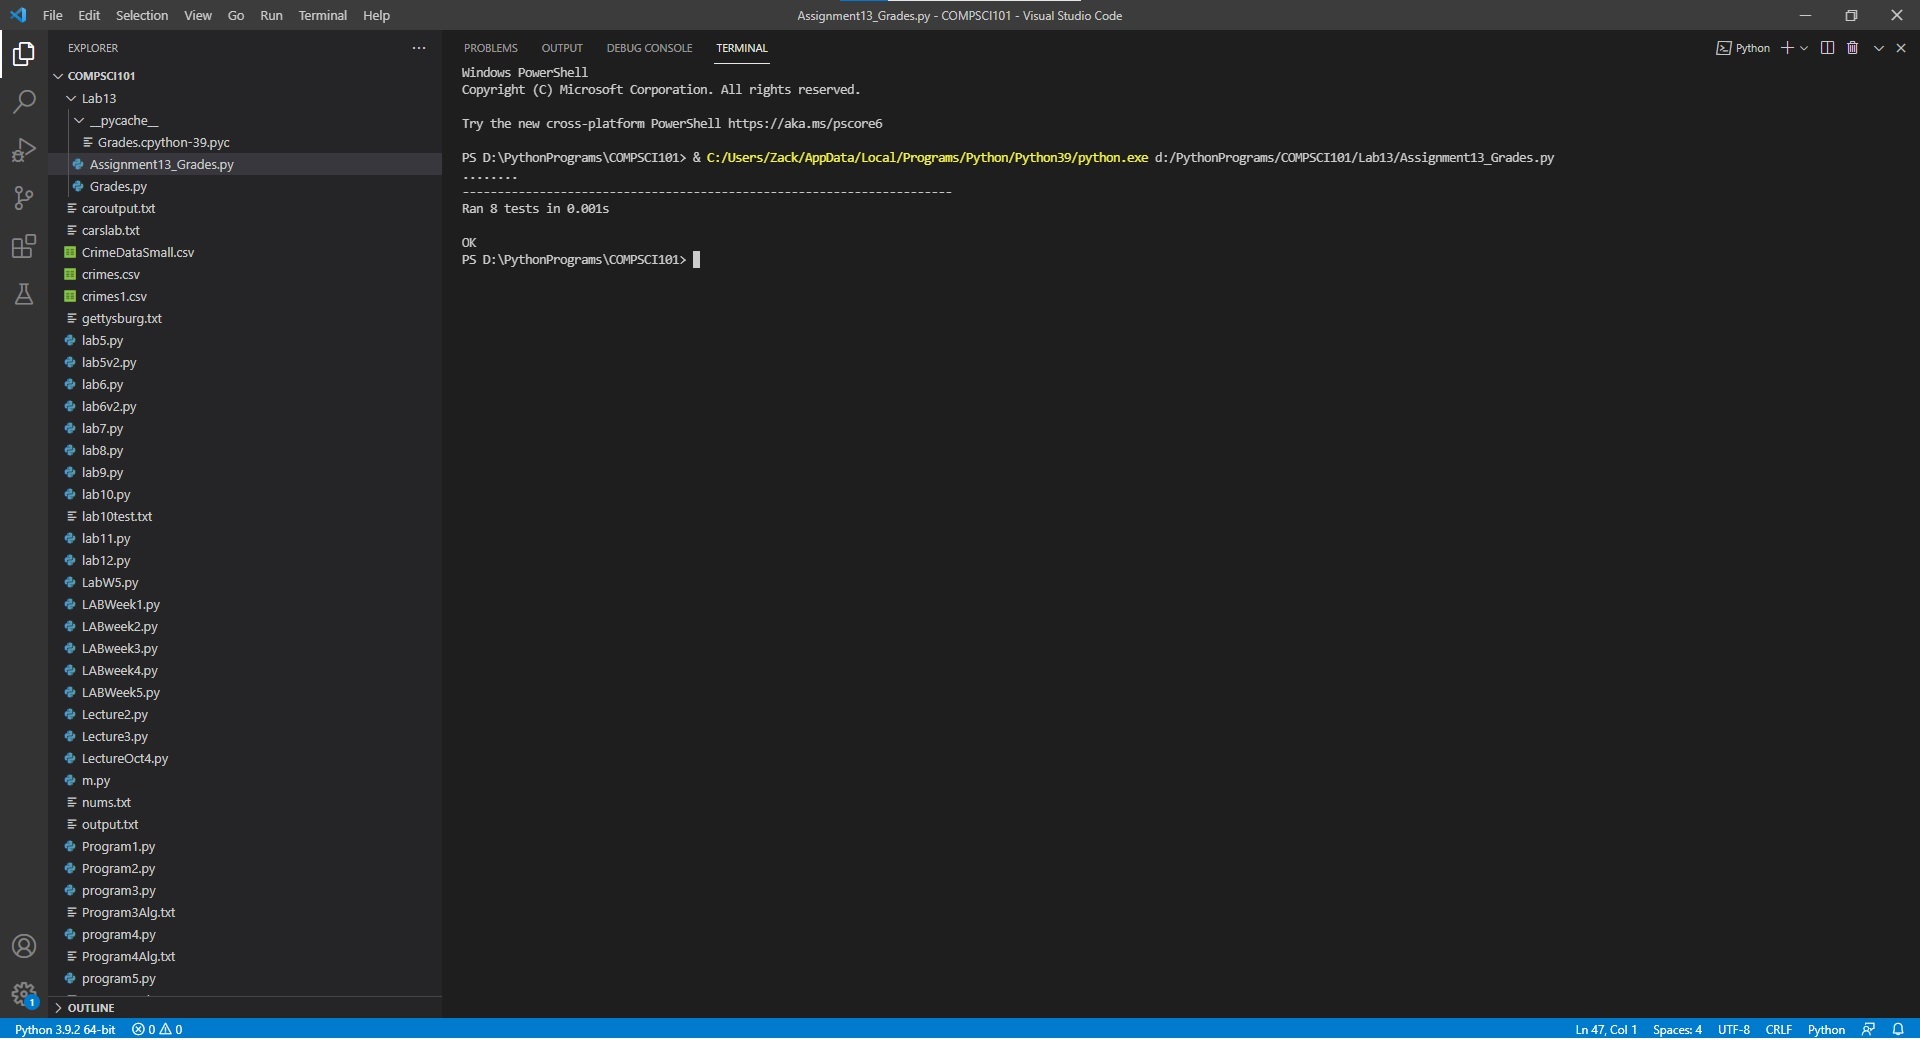 File Edit Selection View Go Run Terminal Help
Assignment13_Grades.py - COMPSCI101 - Visual Studio Code
EXPLORER
COMPSCI101
Lab13
__pycache__
Grades.cpython-39.pyc
Assignment13_Grades.py
Grades.py
caroutput.txt
carslab.txt
CrimeDataSmall.csv
crimes.csv
crimes1.csv
gettysburg.txt
lab5.py
lab5v2.py
lab6.py
lab6v2.py
lab7.py
lab8.py
lab9.py
lab10.py
lab10test.txt
lab11.py
lab12.py
LabW5.py
LABWeek1.py
LABweek2.py
LABweek3.py
LABweek4.py
LABWeek5.py
Lecture2.py
Lecture3.py
LectureOct4.py
m.py
nums.txt
output.txt
Program1.py
Program2.py
program3.py
Program3Alg.txt
program4.py
Program4Alg.txt
program5.py
OUTLINE
PROBLEMS OUTPUT DEBUG CONSOLE TERMINAL
Python
Windows PowerShell
Copyright (C) Microsoft Corporation. All rights reserved.
Try the new cross-platform PowerShell https://aka.ms/pscore6
PS D:\PythonPrograms\COMPSCI101> & C:/Users/Zack/AppData/Local/Programs/Python/Python39/python.exe d:/PythonPrograms/COMPSCI101/Lab13/Assignment13_Grades.py
........
----------------------------------------------------------------------
Ran 8 tests in 0.001s
OK
PS D:\PythonPrograms\COMPSCI101>
1
Python 3.9.2 64-bit 0 0
Ln 47, Col 1 Spaces: 4 UTF-8 CRLF Python